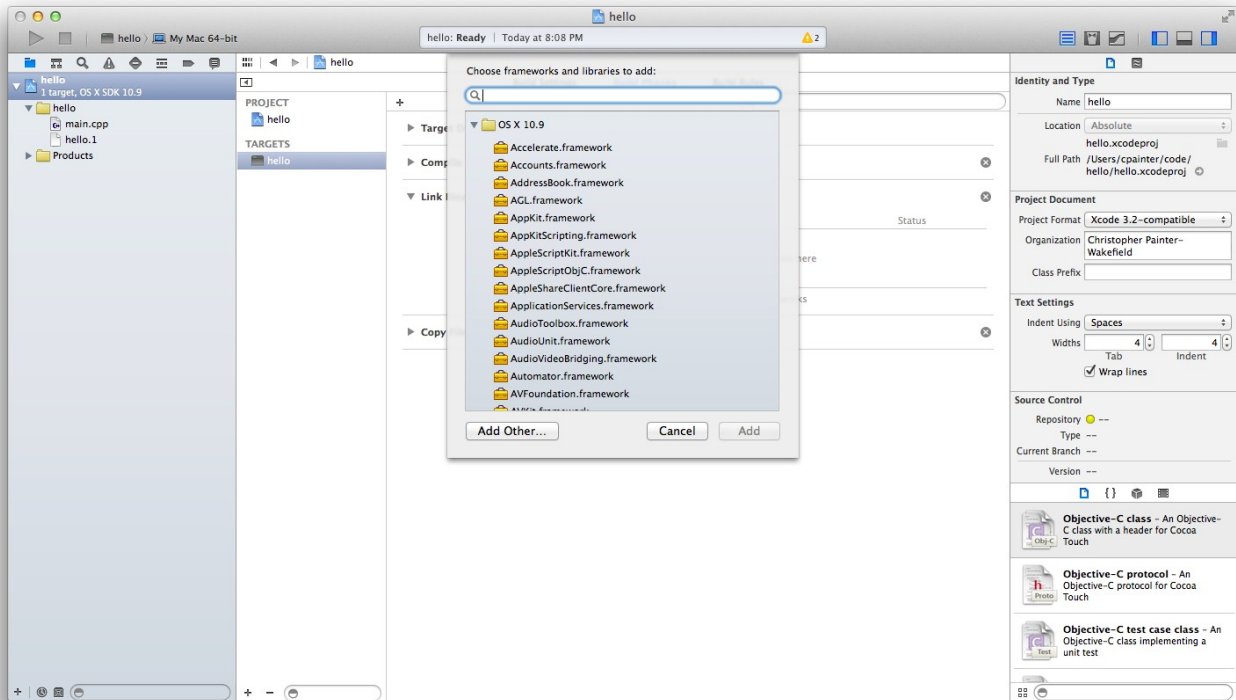 hello
hello
My Mac 64-bit
hello: Ready
Today at 8:08 PM
2
hello
1 target, OS X SDK 10.9
hello
main.cpp
hello.1
Products
hello
PROJECT
hello
TARGETS
hello
Targe
Comp
Link
Copy
Status
here
Choose frameworks and libraries to add:
OS X 10.9
Accelerate.framework
Accounts.framework
AddressBook.framework
AGL.framework
AppKit.framework
AppKitScripting.framework
AppleScriptKit.framework
AppleScriptObjC.framework
AppleShareClientCore.framework
ApplicationServices.framework
AudioToolbox.framework
AudioUnit.framework
AudioVideoBridging.framework
Automator.framework
AVFoundation.framework
AVKit.framework
Add Other...
Cancel
Add
Identity and Type
Name hello
Location Absolute
hello.xcodeproj
Full Path /Users/cpainter/code/
hello/hello.xcodeproj
Project Document
Project Format Xcode 3.2-compatible
Organization Christopher Painter-
Wakefield
Class Prefix
Text Settings
Indent Using Spaces
Widths 4 4
Tab Indent
Wrap lines
Source Control
Repository --
Type --
Current Branch --
Version --
{ }
Objective-C class - An Objective-
C class with a header for Cocoa
Touch
Obj-C
Objective-C protocol - An
Objective-C protocol for Cocoa
Touch
h
Proto
Objective-C test case class - An
Objective-C class implementing a
unit test
Test